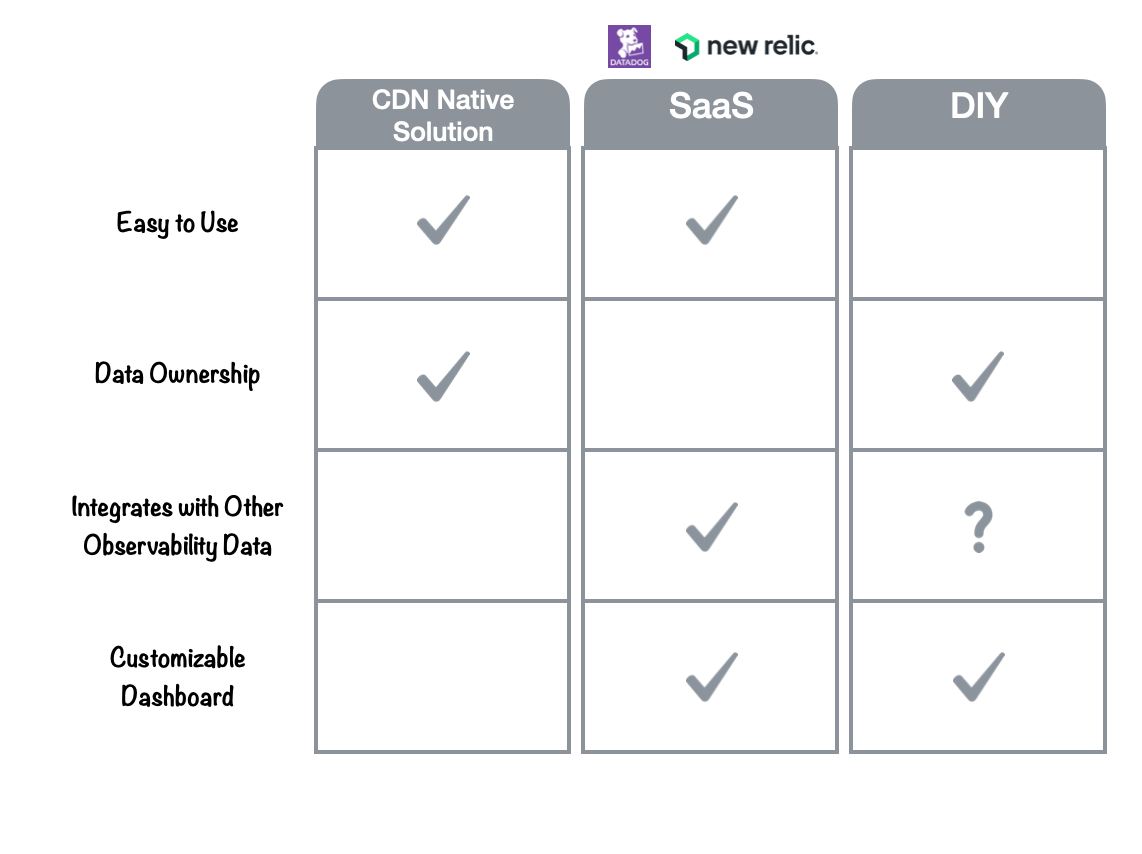 DATADOG
new relic.
CDN Native
Solution
SaaS
DIY
Easy to Use
Data Ownership
Integrates with Other
Observability Data
?
Customizable
Dashboard